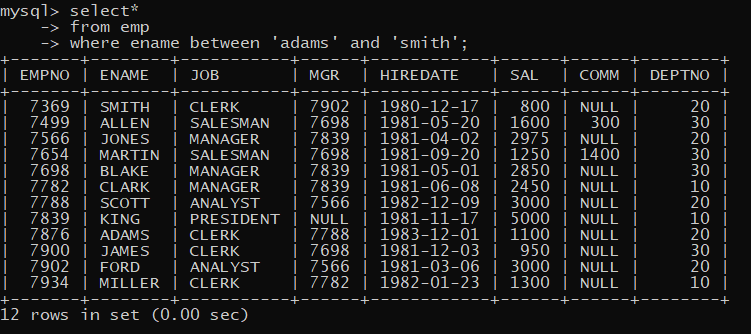 mysql> select*
    -> from emp
    -> where ename between 'adams' and 'smith';
+-------+--------+-----------+------+------------+------+------+--------+
| EMPNO | ENAME  | JOB       | MGR  | HIREDATE   | SAL  | COMM | DEPTNO |
+-------+--------+-----------+------+------------+------+------+--------+
|  7369 | SMITH  | CLERK     | 7902 | 1980-12-17 |  800 | NULL |     20 |
|  7499 | ALLEN  | SALESMAN  | 7698 | 1981-05-20 | 1600 |  300 |     30 |
|  7566 | JONES  | MANAGER   | 7839 | 1981-04-02 | 2975 | NULL |     20 |
|  7654 | MARTIN | SALESMAN  | 7698 | 1981-09-20 | 1250 | 1400 |     30 |
|  7698 | BLAKE  | MANAGER   | 7839 | 1981-05-01 | 2850 | NULL |     30 |
|  7782 | CLARK  | MANAGER   | 7839 | 1981-06-08 | 2450 | NULL |     10 |
|  7788 | SCOTT  | ANALYST   | 7566 | 1982-12-09 | 3000 | NULL |     20 |
|  7839 | KING   | PRESIDENT | NULL | 1981-11-17 | 5000 | NULL |     10 |
|  7876 | ADAMS  | CLERK     | 7788 | 1983-12-01 | 1100 | NULL |     20 |
|  7900 | JAMES  | CLERK     | 7698 | 1981-12-03 |  950 | NULL |     30 |
|  7902 | FORD   | ANALYST   | 7566 | 1981-03-06 | 3000 | NULL |     20 |
|  7934 | MILLER | CLERK     | 7782 | 1982-01-23 | 1300 | NULL |     10 |
+-------+--------+-----------+------+------------+------+------+--------+
12 rows in set (0.00 sec)